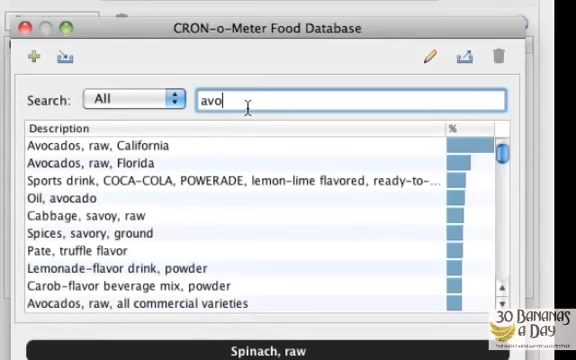 CRON-o-Meter Food Database
Search: All avo
Description %
Avocados, raw, California
Avocados, raw, Florida
Sports drink, COCA-COLA, POWERADE, lemon-lime flavored, ready-to-...
Oil, avocado
Cabbage, savoy, raw
Spices, savory, ground
Pate, truffle flavor
Lemonade-flavor drink, powder
Carob-flavor beverage mix, powder
Avocados, raw, all commercial varieties
30 BANANAS
A DAY
Spinach, raw